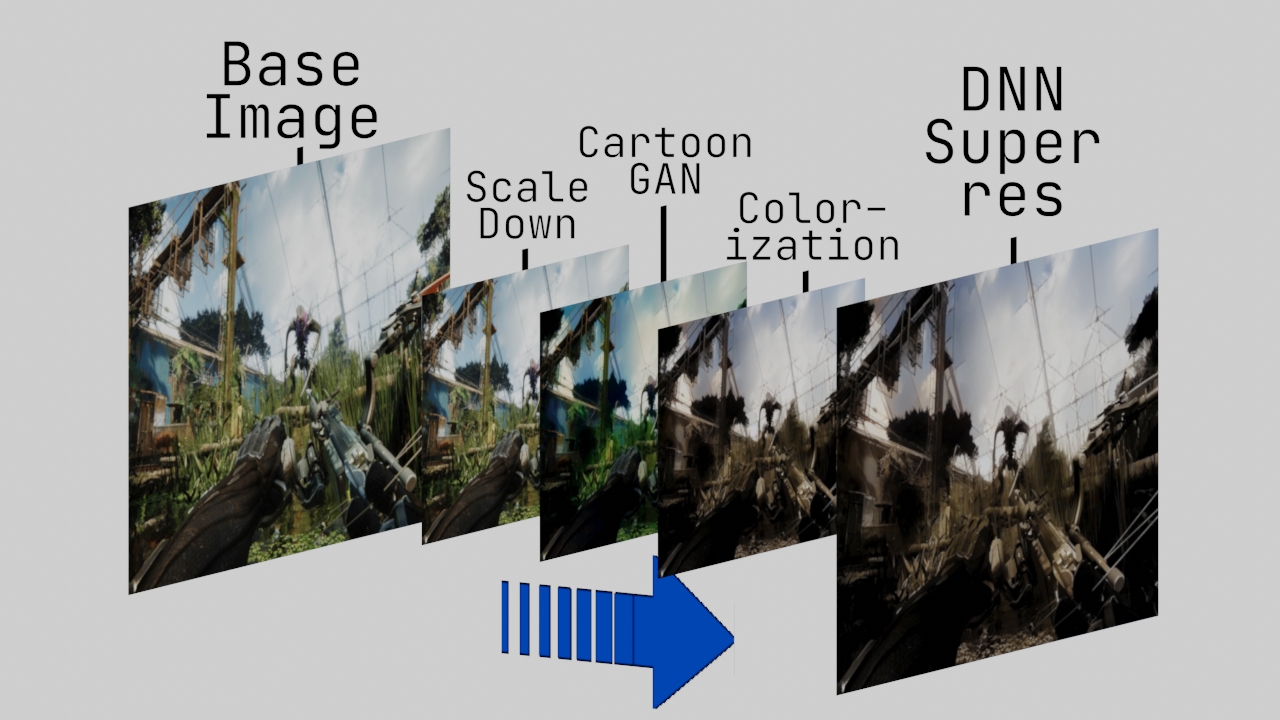 Base
Image
Scale
Down
Cartoon
GAN
Color-
ization
DNN
Super
res